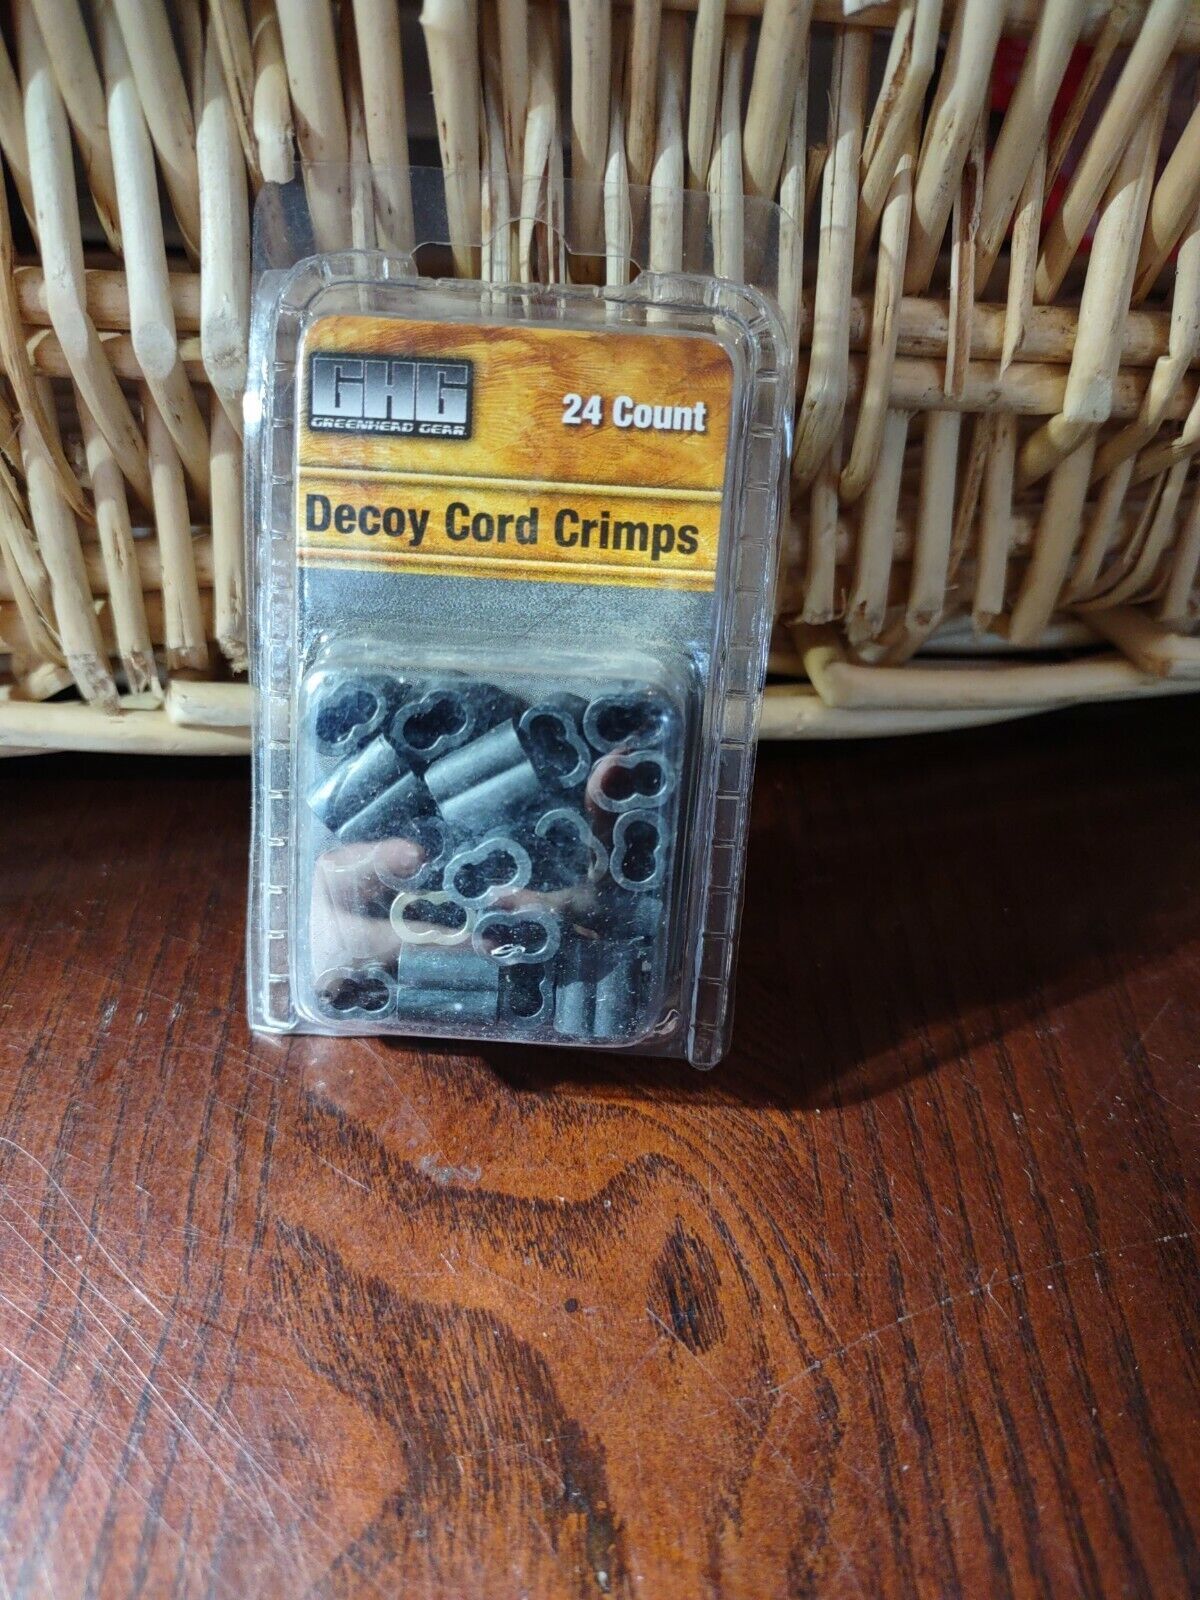 GHG
GREENHEAD GEAR
24 Count
Decoy Cord Crimps